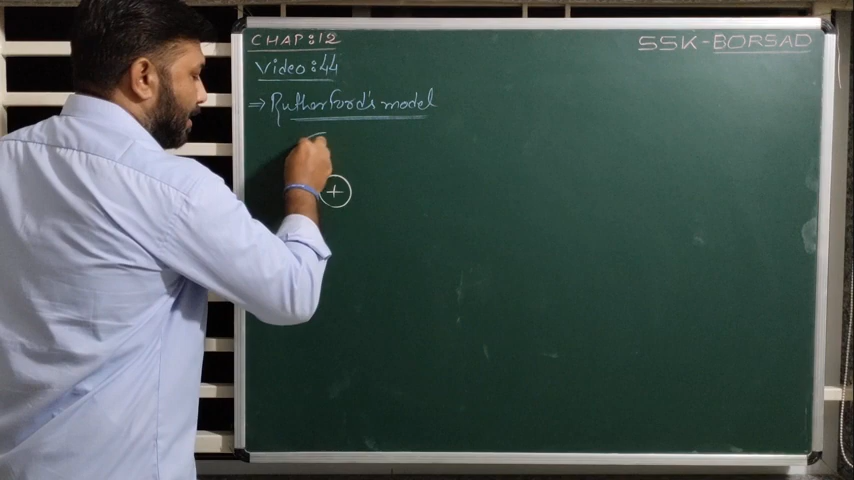 CHAP:12
SSK-BORSAD
Video:44
⇒ Rutherford's model
+